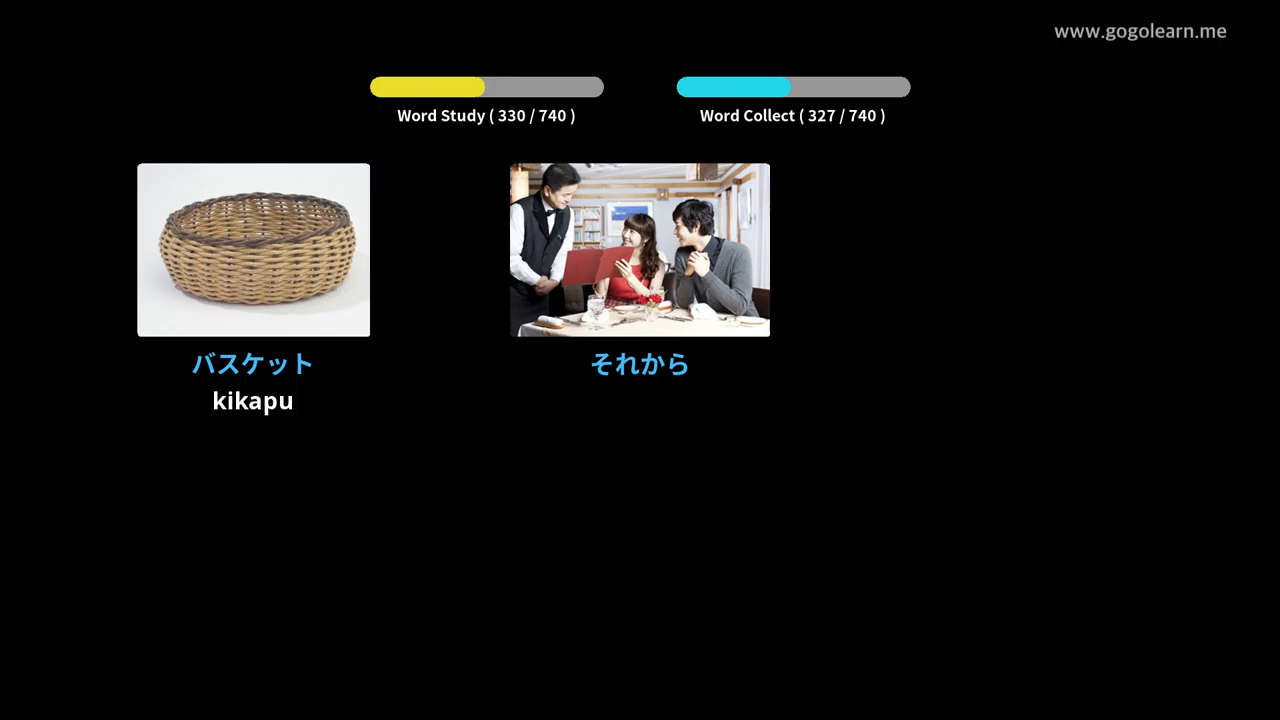 www.gogolearn.me
Word Study ( 330 / 740 )
Word Collect ( 327 / 740 )
バスケット
kikapu
それから